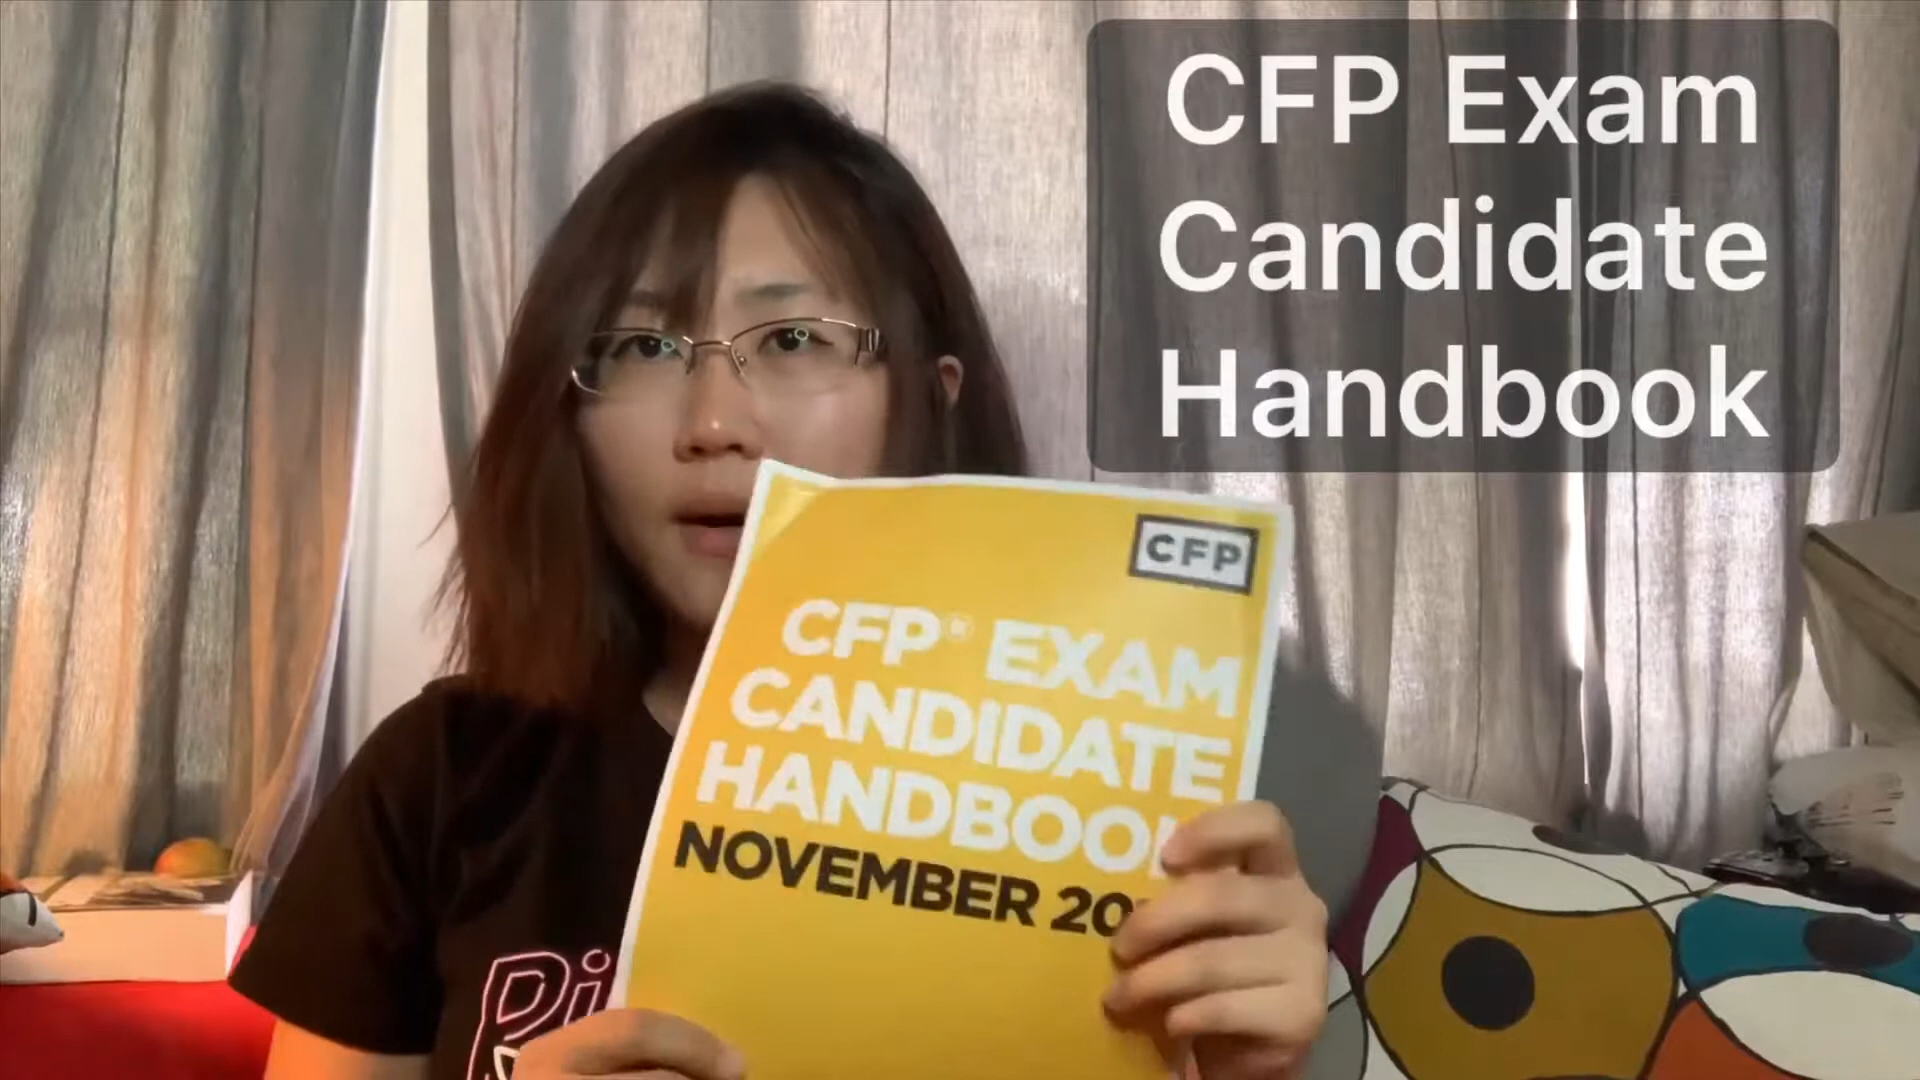 CFP Exam
Candidate
Handbook
CFP
CFP® EXAM
CANDIDATE
HANDBOOK
NOVEMBER